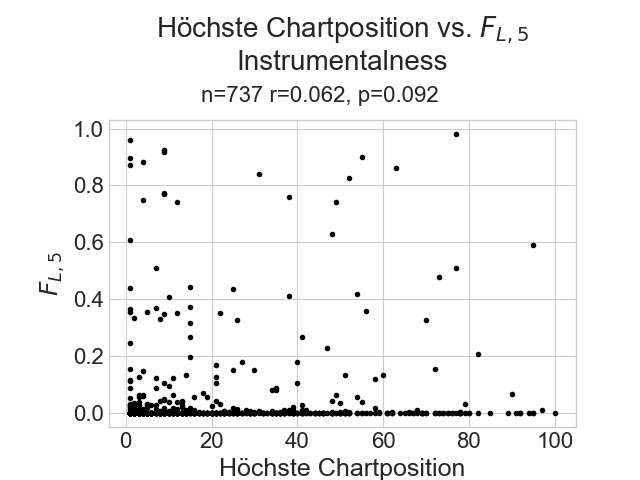 Höchste Chartposition vs. F_{L, 5}
Instrumentalness
n=737 r=0.062, p=0.092
1.0
0.8
0.6
0.4
0.2
0.0
F_{L, 5}
0 20 40 60 80 100
Höchste Chartposition